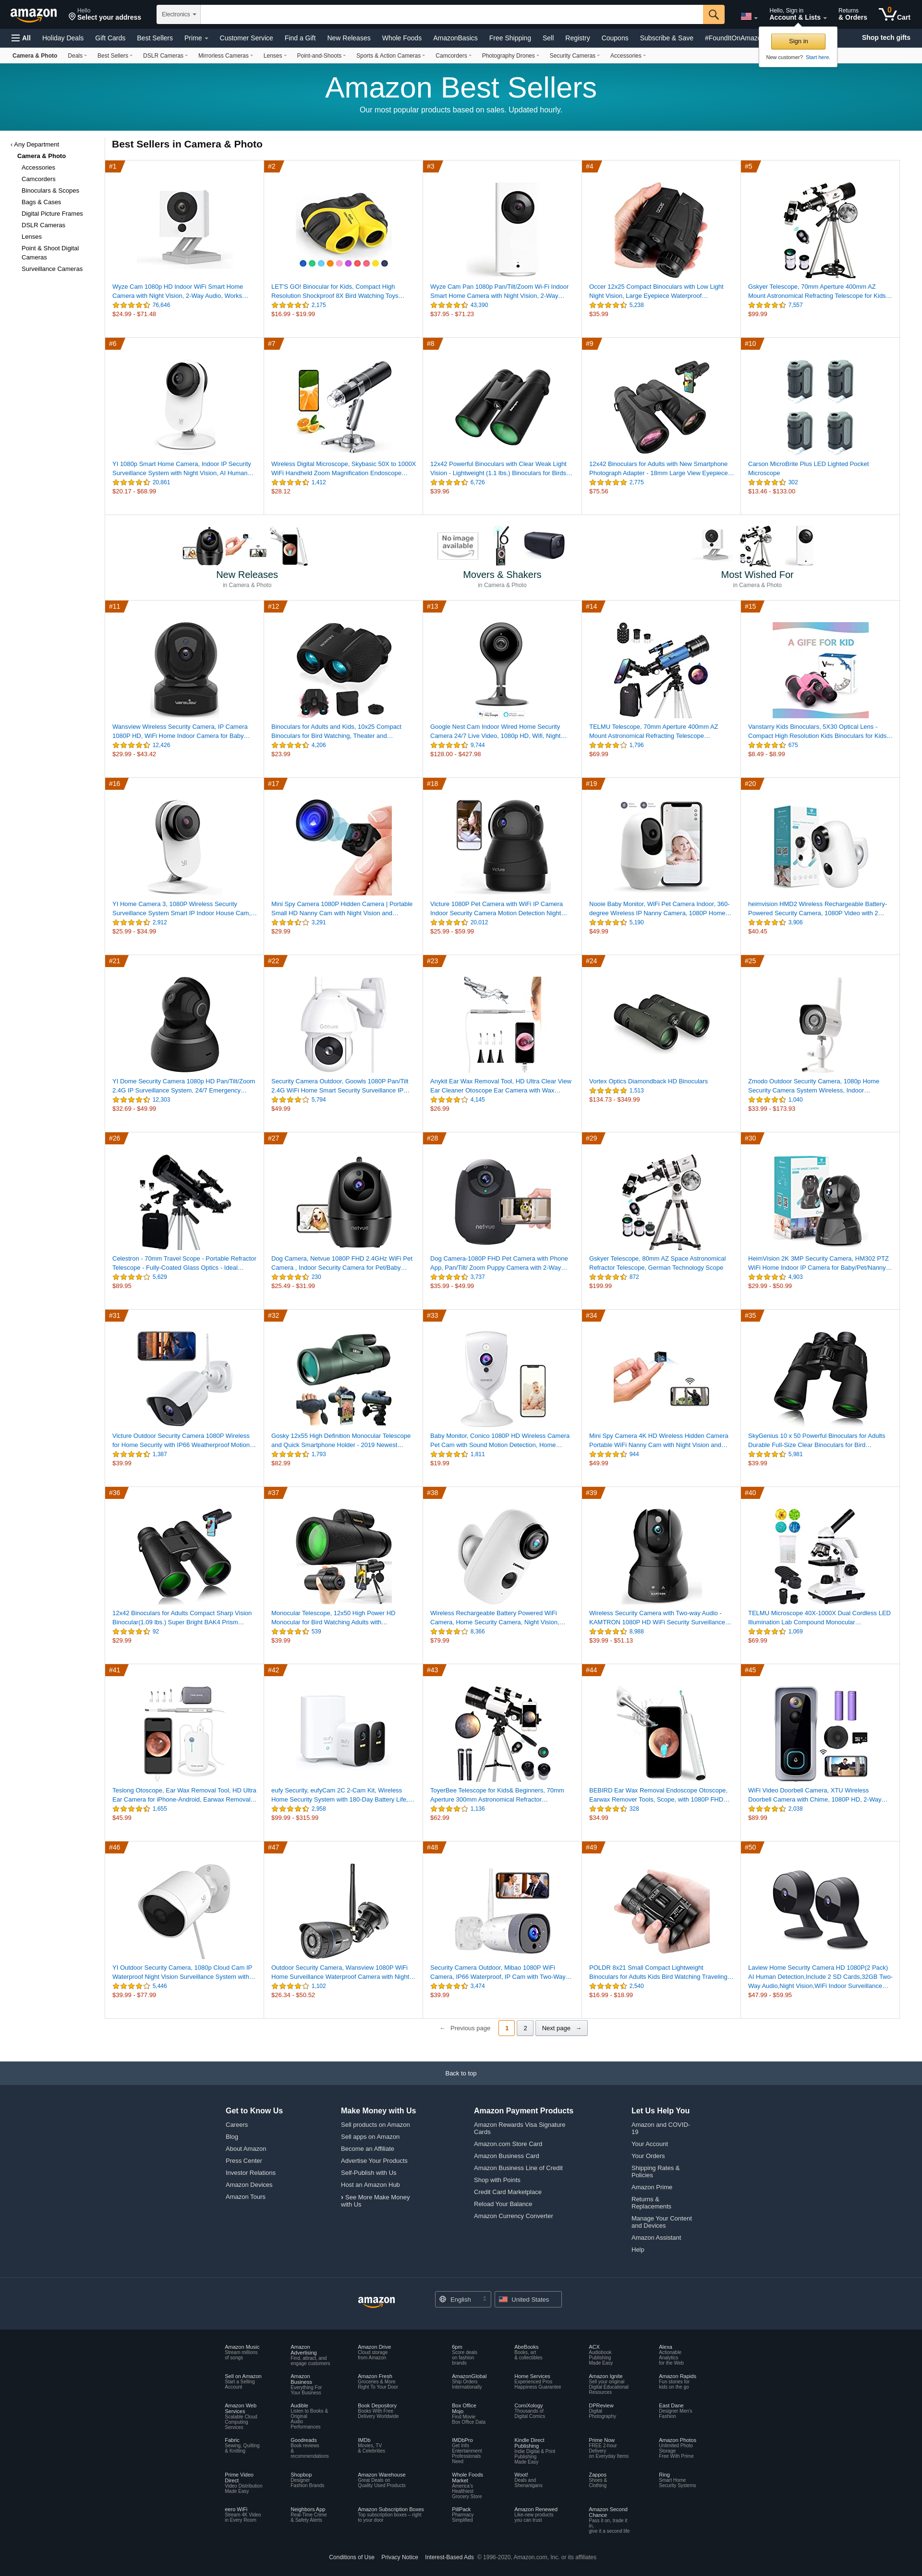 amazon
Hello
Select your address
Electronics
Hello, Sign in
Account & Lists
Returns
& Orders
0
Cart
All
Holiday Deals
Gift Cards
Best Sellers
Prime
Customer Service
Find a Gift
New Releases
Whole Foods
AmazonBasics
Free Shipping
Sell
Registry
Coupons
Subscribe & Save
Shop tech gifts
Sign in
New customer? Start here.
Camera & Photo
Deals
Best Sellers
DSLR Cameras
Mirrorless Cameras
Lenses
Point-and-Shoots
Sports & Action Cameras
Camcorders
Photography Drones
Security Cameras
Accessories
Amazon Best Sellers
Our most popular products based on sales. Updated hourly.
‹ Any Department
Camera & Photo
Accessories
Camcorders
Binoculars & Scopes
Bags & Cases
Digital Picture Frames
DSLR Cameras
Lenses
Point & Shoot Digital
Cameras
Surveillance Cameras
Best Sellers in Camera & Photo
#1
Wyze Cam 1080p HD Indoor WiFi Smart Home
Camera with Night Vision, 2-Way Audio, Works…
76,646
$24.99 - $71.48
#2
LET'S GO! Binocular for Kids, Compact High
Resolution Shockproof 8X Bird Watching Toys…
2,175
$16.99 - $19.99
#3
Wyze Cam Pan 1080p Pan/Tilt/Zoom Wi-Fi Indoor
Smart Home Camera with Night Vision, 2-Way…
43,390
$37.95 - $71.23
#4
Occer 12x25 Compact Binoculars with Low Light
Night Vision, Large Eyepiece Waterproof…
5,238
$35.99
#5
Gskyer Telescope, 70mm Aperture 400mm AZ
Mount Astronomical Refracting Telescope for Kids…
7,557
$99.99
#6
YI 1080p Smart Home Camera, Indoor IP Security
Surveillance System with Night Vision, AI Human…
20,861
$20.17 - $68.99
#7
Wireless Digital Microscope, Skybasic 50X to 1000X
WiFi Handheld Zoom Magnification Endoscope…
1,412
$28.12
#8
12x42 Powerful Binoculars with Clear Weak Light
Vision - Lightweight (1.1 lbs.) Binoculars for Birds…
6,726
$39.96
#9
12x42 Binoculars for Adults with New Smartphone
Photograph Adapter - 18mm Large View Eyepiece…
2,775
$75.56
#10
Carson MicroBrite Plus LED Lighted Pocket
Microscope
302
$13.46 - $133.00
New Releases
in Camera & Photo
No image
available
Movers & Shakers
in Camera & Photo
Most Wished For
in Camera & Photo
#11
Wansview Wireless Security Camera, IP Camera
1080P HD, WiFi Home Indoor Camera for Baby…
12,426
$29.99 - $43.42
#12
Binoculars for Adults and Kids, 10x25 Compact
Binoculars for Bird Watching, Theater and…
4,206
$23.99
#13
Google Nest Cam Indoor Wired Home Security
Camera 24/7 Live Video, 1080p HD, Wifi, Night…
9,744
$128.00 - $427.98
#14
TELMU Telescope, 70mm Aperture 400mm AZ
Mount Astronomical Refracting Telescope…
1,796
$69.99
#15
A GIFE FOR KID
Vanstarry Kids Binoculars, 5X30 Optical Lens -
Compact High Resolution Kids Binoculars for Kids…
675
$8.49 - $8.99
#16
YI Home Camera 3, 1080P Wireless Security
Surveillance System Smart IP Indoor House Cam,…
2,912
$25.99 - $34.99
#17
Mini Spy Camera 1080P Hidden Camera | Portable
Small HD Nanny Cam with Night Vision and…
3,291
$29.99
#18
Victure 1080P Pet Camera with WiFi IP Camera
Indoor Security Camera Motion Detection Night…
20,012
$25.99 - $59.99
#19
Nooie Baby Monitor, WiFi Pet Camera Indoor, 360-
degree Wireless IP Nanny Camera, 1080P Home…
5,190
$49.99
#20
heimvision HMD2 Wireless Rechargeable Battery-
Powered Security Camera, 1080P Video with 2…
3,906
$40.45
#21
YI Dome Security Camera 1080p HD Pan/Tilt/Zoom
2.4G IP Surveillance System, 24/7 Emergency…
12,303
$32.69 - $49.99
#22
Security Camera Outdoor, Goowls 1080P Pan/Tilt
2.4G WiFi Home Smart Security Surveillance IP…
5,794
$49.99
#23
Anykit Ear Wax Removal Tool, HD Ultra Clear View
Ear Cleaner Otoscope Ear Camera with Wax…
4,145
$26.99
#24
Vortex Optics Diamondback HD Binoculars
1,513
$134.73 - $349.99
#25
Zmodo Outdoor Security Camera, 1080p Home
Security Camera System Wireless, Indoor…
1,040
$33.99 - $173.93
#26
Celestron - 70mm Travel Scope - Portable Refractor
Telescope - Fully-Coated Glass Optics - Ideal…
5,629
$89.95
#27
Dog Camera, Netvue 1080P FHD 2.4GHz WiFi Pet
Camera , Indoor Security Camera for Pet/Baby…
230
$25.49 - $31.99
#28
Dog Camera-1080P FHD Pet Camera with Phone
App, Pan/Tilt/ Zoom Puppy Camera with 2-Way…
3,737
$35.99 - $49.99
#29
Gskyer Telescope, 80mm AZ Space Astronomical
Refractor Telescope, German Technology Scope
872
$199.99
#30
HeimVision 2K 3MP Security Camera, HM302 PTZ
WiFi Home Indoor IP Camera for Baby/Pet/Nanny…
4,903
$29.99 - $50.99
#31
Victure Outdoor Security Camera 1080P Wireless
for Home Security with IP66 Weatherproof Motion…
1,387
$39.99
#32
Gosky 12x55 High Definition Monocular Telescope
and Quick Smartphone Holder - 2019 Newest…
1,793
$82.99
#33
Baby Monitor, Conico 1080P HD Wireless Camera
Pet Cam with Sound Motion Detection, Home…
1,811
$19.99
#34
Mini Spy Camera 4K HD Wireless Hidden Camera
Portable WiFi Nanny Cam with Night Vision and…
944
$49.99
#35
SkyGenius 10 x 50 Powerful Binoculars for Adults
Durable Full-Size Clear Binoculars for Bird…
5,981
$39.99
#36
12x42 Binoculars for Adults Compact Sharp Vision
Binocular(1.09 lbs.) Super Bright BAK4 Prism…
92
$29.99
#37
Monocular Telescope, 12x50 High Power HD
Monocular for Bird Watching Adults with…
539
$39.99
#38
Wireless Rechargeable Battery Powered WiFi
Camera, Home Security Camera, Night Vision,…
8,366
$79.99
#39
Wireless Security Camera with Two-way Audio -
KAMTRON 1080P HD WiFi Security Surveillance…
8,988
$39.99 - $51.13
#40
TELMU Microscope 40X-1000X Dual Cordless LED
Illumination Lab Compound Monocular…
1,069
$69.99
#41
Teslong Otoscope, Ear Wax Removal Tool, HD Ultra
Ear Camera for iPhone-Android, Earwax Removal…
1,655
$45.99
#42
eufy Security, eufyCam 2C 2-Cam Kit, Wireless
Home Security System with 180-Day Battery Life,…
2,958
$99.99 - $315.99
#43
ToyerBee Telescope for Kids& Beginners, 70mm
Aperture 300mm Astronomical Refractor…
1,136
$62.99
#44
BEBIRD Ear Wax Removal Endoscope Otoscope,
Earwax Remover Tools, Scope, with 1080P FHD…
328
$34.99
#45
WiFi Video Doorbell Camera, XTU Wireless
Doorbell Camera with Chime, 1080P HD, 2-Way…
2,038
$89.99
#46
YI Outdoor Security Camera, 1080p Cloud Cam IP
Waterproof Night Vision Surveillance System with…
5,446
$39.99 - $77.99
#47
Outdoor Security Camera, Wansview 1080P WiFi
Home Surveillance Waterproof Camera with Night…
1,102
$26.34 - $50.52
#48
Security Camera Outdoor, Mibao 1080P WiFi
Camera, IP66 Waterproof, IP Cam with Two-Way…
3,474
$39.99
#49
POLDR 8x21 Small Compact Lightweight
Binoculars for Adults Kids Bird Watching Traveling…
2,540
$16.99 - $18.99
#50
Laview Home Security Camera HD 1080P(2 Pack)
AI Human Detection,Include 2 SD Cards,32GB Two-
Way Audio,Night Vision,WiFi Indoor Surveillance…
$47.99 - $59.95
← Previous page 1 2 Next page →
Back to top
Get to Know Us
Careers
Blog
About Amazon
Press Center
Investor Relations
Amazon Devices
Amazon Tours
Make Money with Us
Sell products on Amazon
Sell apps on Amazon
Become an Affiliate
Advertise Your Products
Self-Publish with Us
Host an Amazon Hub
› See More Make Money
with Us
Amazon Payment Products
Amazon Rewards Visa Signature
Cards
Amazon.com Store Card
Amazon Business Card
Amazon Business Line of Credit
Shop with Points
Credit Card Marketplace
Reload Your Balance
Amazon Currency Converter
Let Us Help You
Amazon and COVID-
19
Your Account
Your Orders
Shipping Rates &
Policies
Amazon Prime
Returns &
Replacements
Manage Your Content
and Devices
Amazon Assistant
Help
amazon
English
United States
Amazon Music
Stream millions
of songs
Amazon
Advertising
Find, attract, and
engage customers
Amazon Drive
Cloud storage
from Amazon
6pm
Score deals
on fashion
brands
AbeBooks
Books, art
& collectibles
ACX
Audiobook
Publishing
Made Easy
Alexa
Actionable
Analytics
for the Web
Sell on Amazon
Start a Selling
Account
Amazon
Business
Everything For
Your Business
Amazon Fresh
Groceries & More
Right To Your Door
AmazonGlobal
Ship Orders
Internationally
Home Services
Experienced Pros
Happiness Guarantee
Amazon Ignite
Sell your original
Digital Educational
Resources
Amazon Rapids
Fun stories for
kids on the go
Amazon Web
Services
Scalable Cloud
Computing
Services
Audible
Listen to Books &
Original
Audio
Performances
Book Depository
Books With Free
Delivery Worldwide
Box Office
Mojo
Find Movie
Box Office Data
ComiXology
Thousands of
Digital Comics
DPReview
Digital
Photography
East Dane
Designer Men's
Fashion
Fabric
Sewing, Quilting
& Knitting
Goodreads
Book reviews
&
recommendations
IMDb
Movies, TV
& Celebrities
IMDbPro
Get Info
Entertainment
Professionals
Need
Kindle Direct
Publishing
Indie Digital & Print
Publishing
Made Easy
Prime Now
FREE 2-hour
Delivery
on Everyday Items
Amazon Photos
Unlimited Photo
Storage
Free With Prime
Prime Video
Direct
Video Distribution
Made Easy
Shopbop
Designer
Fashion Brands
Amazon Warehouse
Great Deals on
Quality Used Products
Whole Foods
Market
America's
Healthiest
Grocery Store
Woot!
Deals and
Shenanigans
Zappos
Shoes &
Clothing
Ring
Smart Home
Security Systems
eero WiFi
Stream 4K Video
in Every Room
Neighbors App
Real-Time Crime
& Safety Alerts
Amazon Subscription Boxes
Top subscription boxes – right
to your door
PillPack
Pharmacy
Simplified
Amazon Renewed
Like-new products
you can trust
Amazon Second
Chance
Pass it on, trade it
in,
give it a second life
Conditions of Use Privacy Notice Interest-Based Ads © 1996-2020, Amazon.com, Inc. or its affiliates